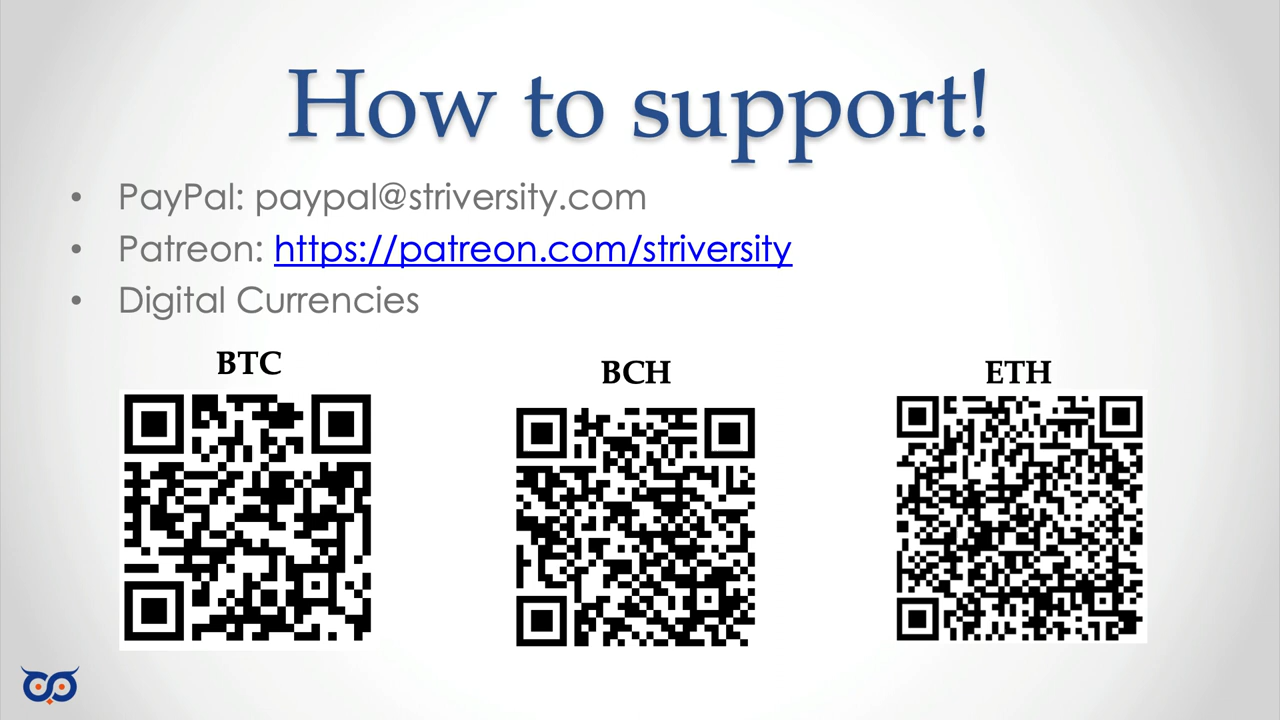 How to support!
• PayPal: paypal@striversity.com
• Patreon: https://patreon.com/striversity
• Digital Currencies
BTC
BCH
ETH